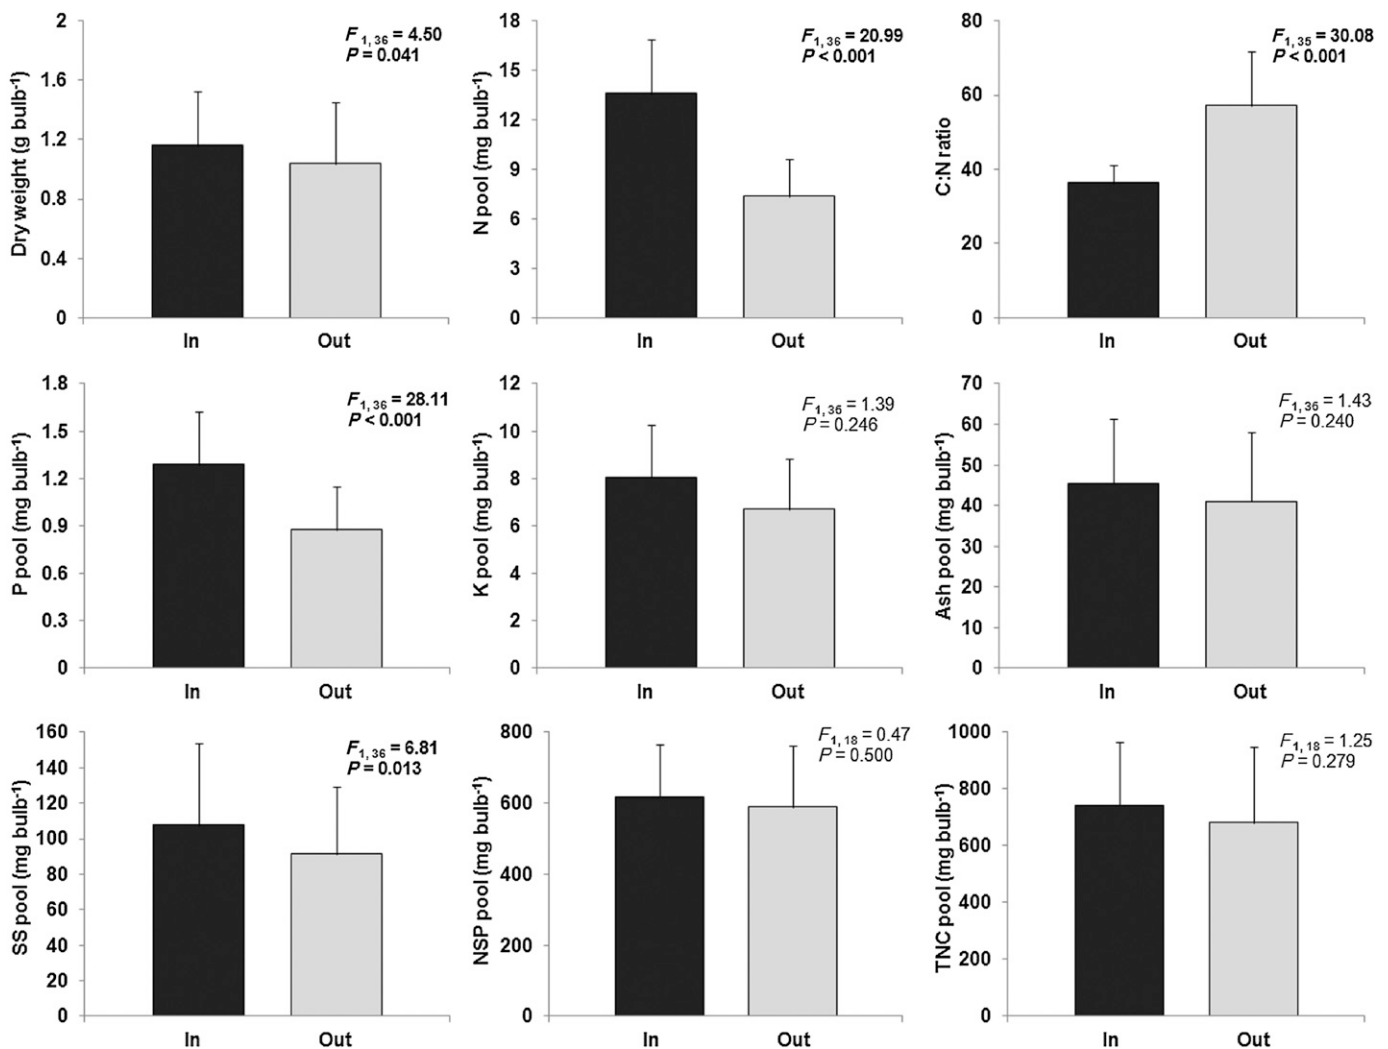 Dry weight (g bulb-1)
2
1.6
1.2
0.8
0.4
0
F1, 36 = 4.50
P = 0.041
In Out
N pool (mg bulb-1)
18
15
12
9
6
3
0
F1, 36 = 20.99
P < 0.001
In Out
C:N ratio
80
60
40
20
0
F1, 35 = 30.08
P < 0.001
In Out
P pool (mg bulb-1)
1.8
1.5
1.2
0.9
0.6
0.3
0
F1, 36 = 28.11
P < 0.001
In Out
K pool (mg bulb-1)
12
10
8
6
4
2
0
F1, 36 = 1.39
P = 0.246
In Out
Ash pool (mg bulb-1)
70
60
50
40
30
20
10
0
F1, 36 = 1.43
P = 0.240
In Out
SS pool (mg bulb-1)
160
140
120
100
80
60
40
20
0
F1, 36 = 6.81
P = 0.013
In Out
NSP pool (mg bulb-1)
800
600
400
200
0
F1, 18 = 0.47
P = 0.500
In Out
TNC pool (mg bulb-1)
1000
800
600
400
200
0
F1, 18 = 1.25
P = 0.279
In Out